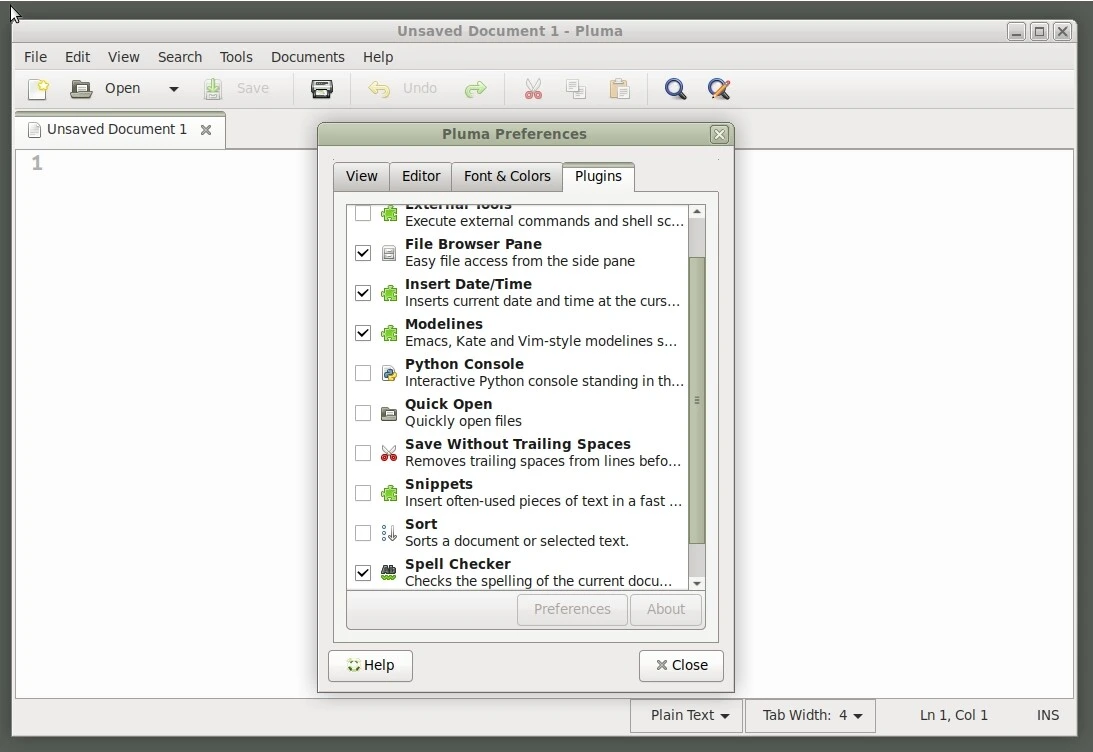 Unsaved Document 1 - Pluma
File Edit View Search Tools Documents Help
Open Save Undo
Unsaved Document 1
1
Pluma Preferences
View Editor Font & Colors Plugins
External Tools
Execute external commands and shell sc...
File Browser Pane
Easy file access from the side pane
Insert Date/Time
Inserts current date and time at the curs...
Modelines
Emacs, Kate and Vim-style modelines s...
Python Console
Interactive Python console standing in th...
Quick Open
Quickly open files
Save Without Trailing Spaces
Removes trailing spaces from lines befo...
Snippets
Insert often-used pieces of text in a fast ...
Sort
Sorts a document or selected text.
Spell Checker
Checks the spelling of the current docu...
Preferences About
Help Close
Plain Text Tab Width: 4 Ln 1, Col 1 INS